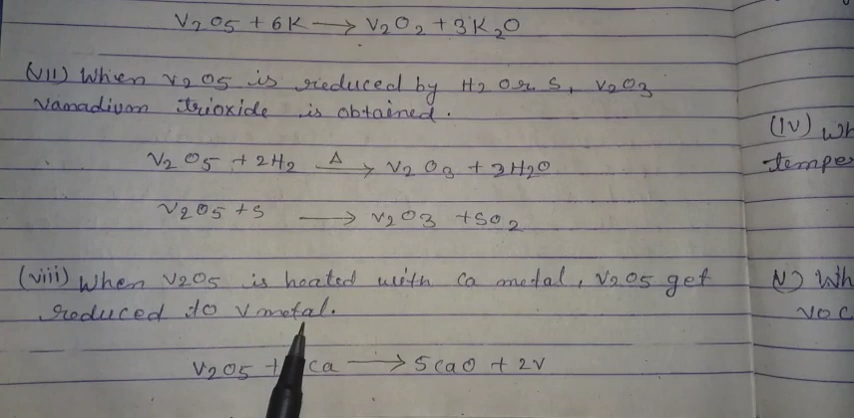 V2O5 + 6K → V2O2 + 3K2O
(VII) When V2O5 is reduced by H2 or S, V2O3
Vanadium trioxide is obtained.
V2O5 + 2H2 Δ→ V2O3 + 2H2O
V2O5 + S → V2O3 + SO2
(viii) When V2O5 is heated with Ca metal, V2O5 get
reduced to V metal.
V2O5 + Ca → 5CaO + 2V
(IV) Wh
tempe
V) Wh
VOC